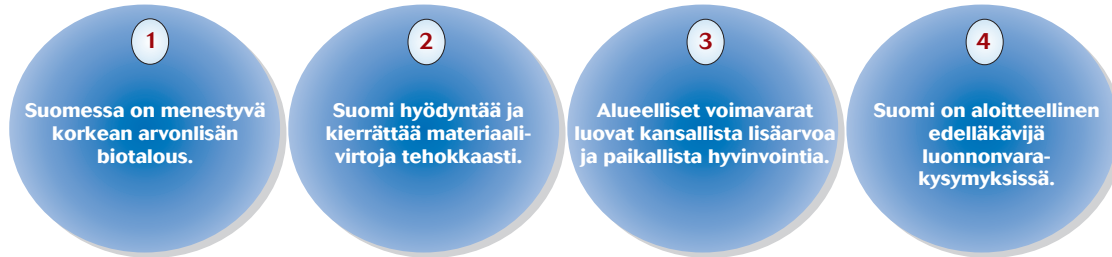 1
Suomessa on menestyvä
korkean arvonlisän
biotalous.
2
Suomi hyödyntää ja
kierrättää materiaali-
virtoja tehokkaasti.
3
Alueelliset voimavarat
luovat kansallista lisäarvoa
ja paikallista hyvinvointia.
4
Suomi on aloitteellinen
edelläkävijä
luonnonvara-
kysymyksissä.